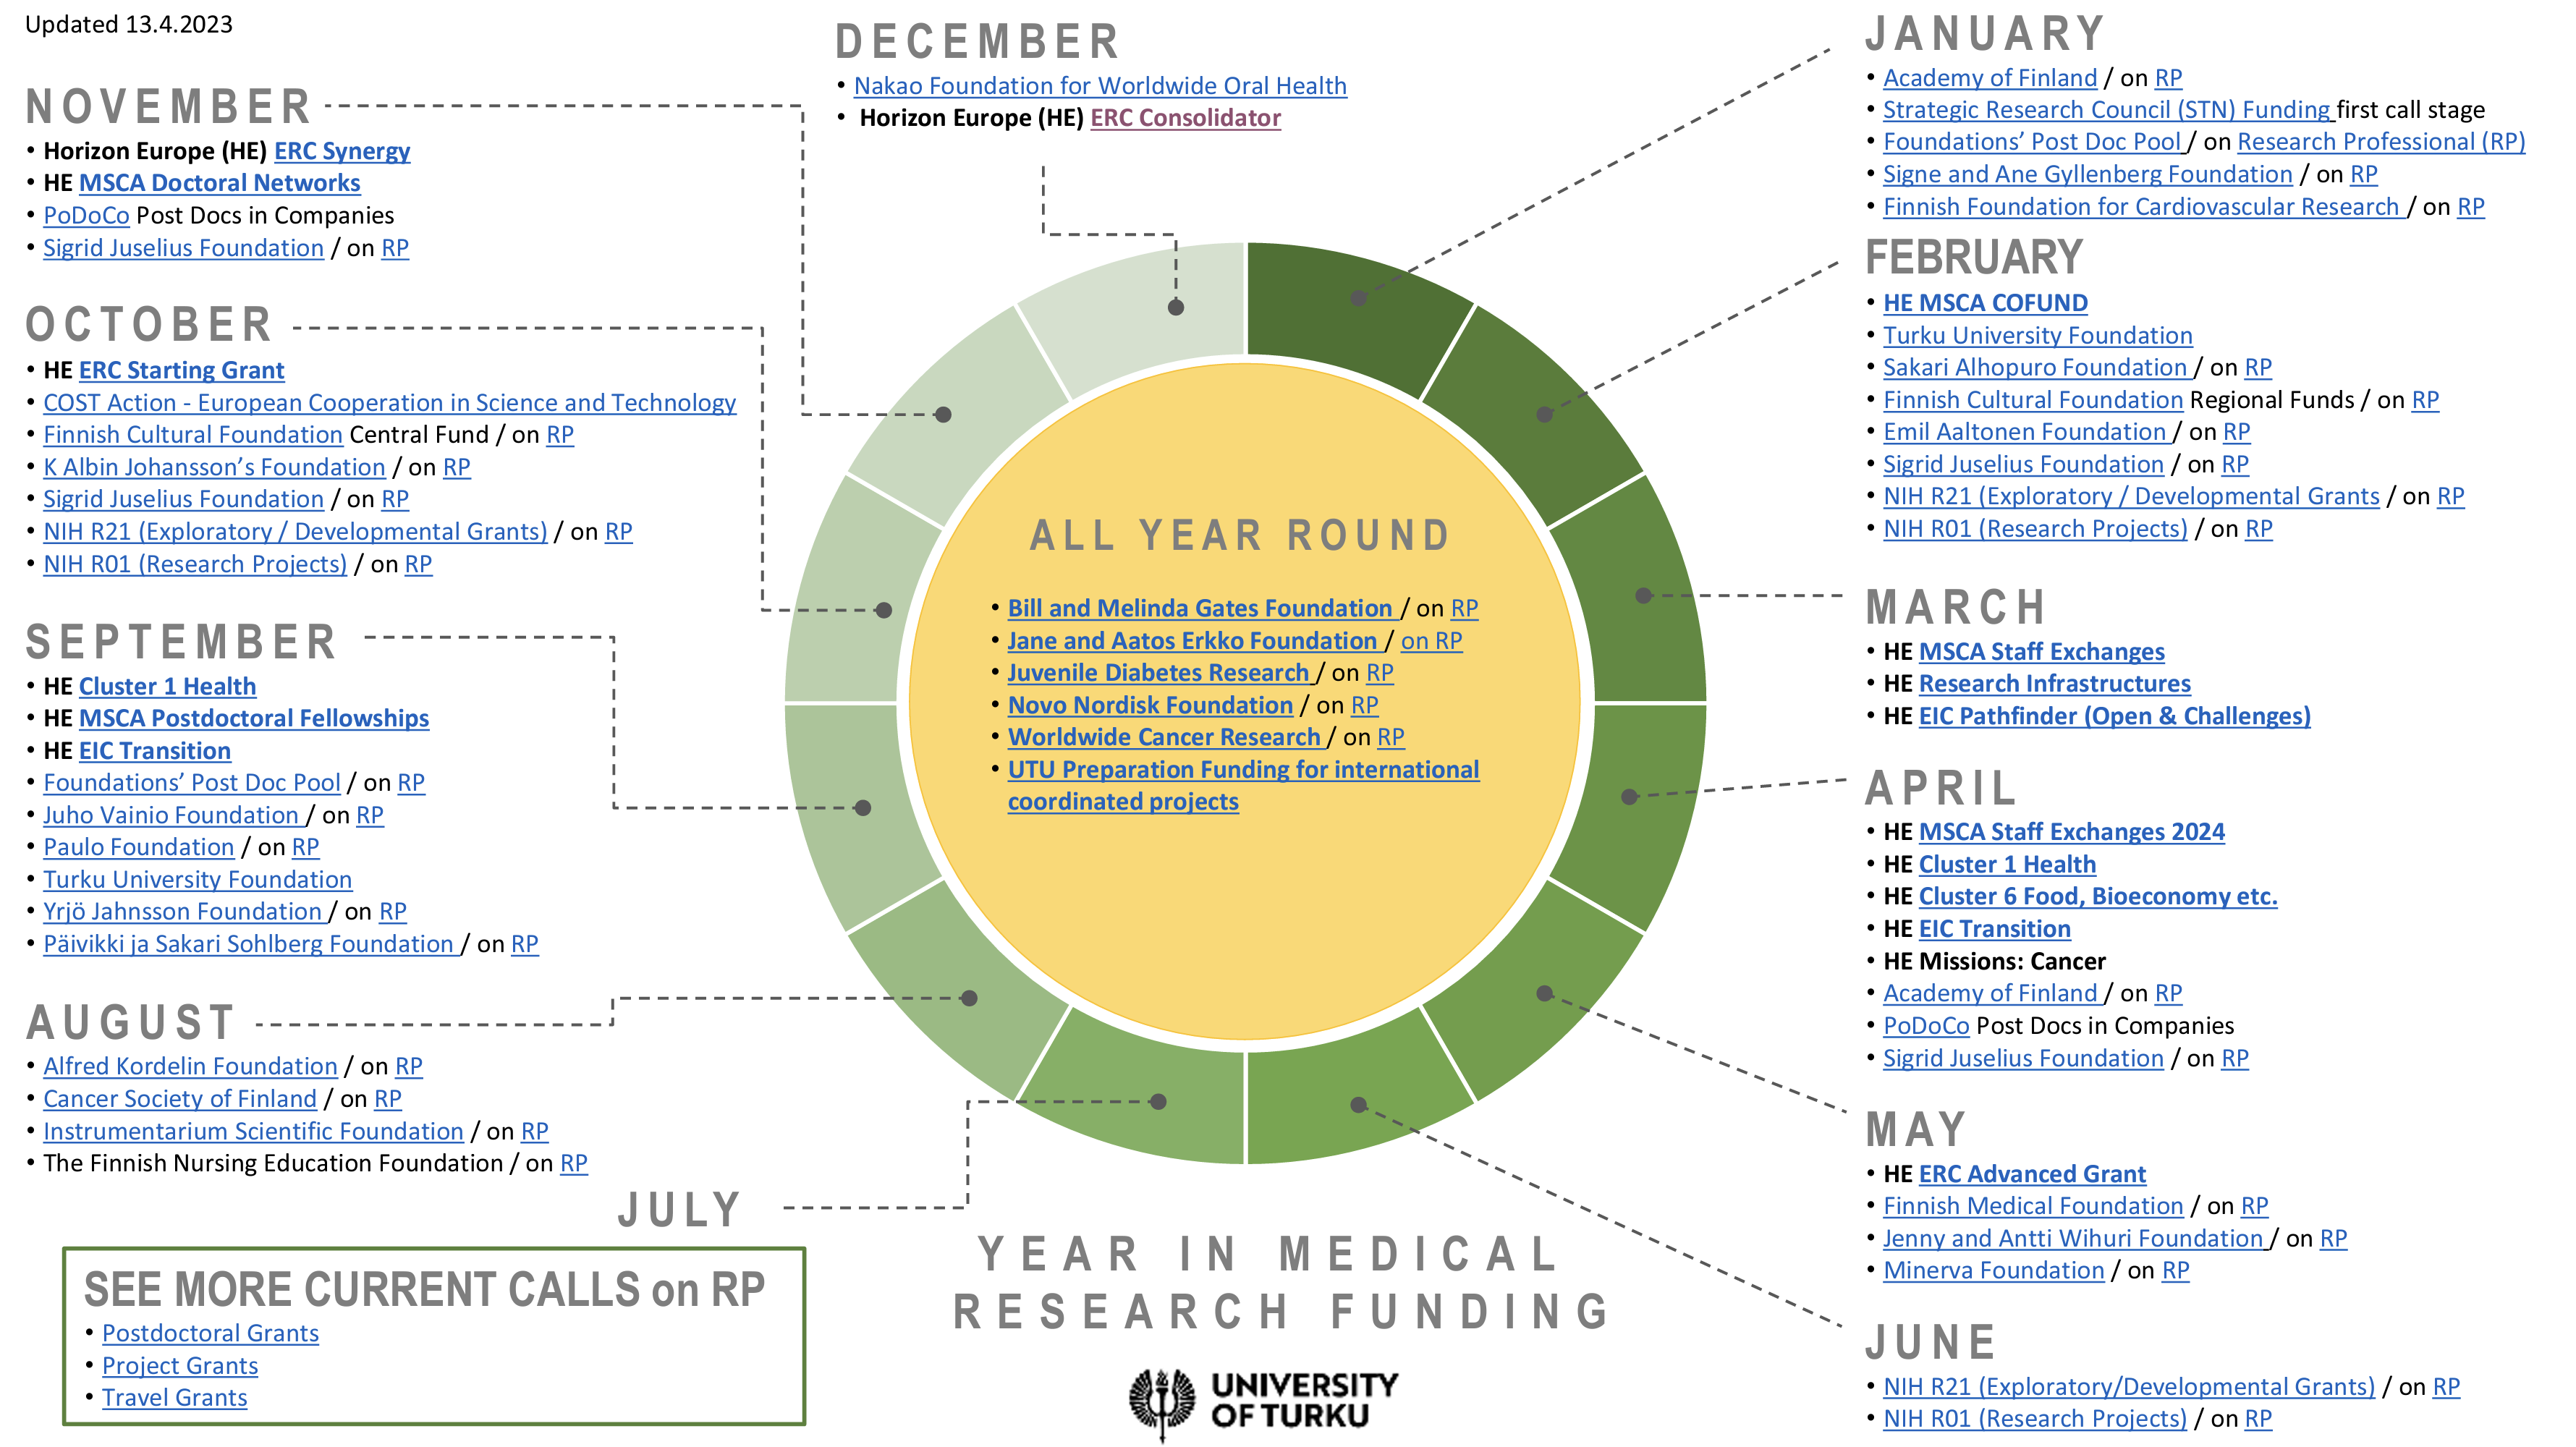 Updated 13.4.2023
DECEMBER
• Nakao Foundation for Worldwide Oral Health
• Horizon Europe (HE) ERC Consolidator
JANUARY
• Academy of Finland / on RP
• Strategic Research Council (STN) Funding first call stage
• Foundations’ Post Doc Pool / on Research Professional (RP)
• Signe and Ane Gyllenberg Foundation / on RP
• Finnish Foundation for Cardiovascular Research / on RP
FEBRUARY
• HE MSCA COFUND
• Turku University Foundation
• Sakari Alhopuro Foundation / on RP
• Finnish Cultural Foundation Regional Funds / on RP
• Emil Aaltonen Foundation / on RP
• Sigrid Juselius Foundation / on RP
• NIH R21 (Exploratory / Developmental Grants / on RP
• NIH R01 (Research Projects) / on RP
MARCH
• HE MSCA Staff Exchanges
• HE Research Infrastructures
• HE EIC Pathfinder (Open & Challenges)
APRIL
• HE MSCA Staff Exchanges 2024
• HE Cluster 1 Health
• HE Cluster 6 Food, Bioeconomy etc.
• HE EIC Transition
• HE Missions: Cancer
• Academy of Finland / on RP
• PoDoCo Post Docs in Companies
• Sigrid Juselius Foundation / on RP
MAY
• HE ERC Advanced Grant
• Finnish Medical Foundation / on RP
• Jenny and Antti Wihuri Foundation / on RP
• Minerva Foundation / on RP
JUNE
• NIH R21 (Exploratory/Developmental Grants) / on RP
• NIH R01 (Research Projects) / on RP
NOVEMBER
• Horizon Europe (HE) ERC Synergy
• HE MSCA Doctoral Networks
• PoDoCo Post Docs in Companies
• Sigrid Juselius Foundation / on RP
OCTOBER
• HE ERC Starting Grant
• COST Action - European Cooperation in Science and Technology
• Finnish Cultural Foundation Central Fund / on RP
• K Albin Johansson’s Foundation / on RP
• Sigrid Juselius Foundation / on RP
• NIH R21 (Exploratory / Developmental Grants) / on RP
• NIH R01 (Research Projects) / on RP
SEPTEMBER
• HE Cluster 1 Health
• HE MSCA Postdoctoral Fellowships
• HE EIC Transition
• Foundations’ Post Doc Pool / on RP
• Juho Vainio Foundation / on RP
• Paulo Foundation / on RP
• Turku University Foundation
• Yrjö Jahnsson Foundation / on RP
• Päivikki ja Sakari Sohlberg Foundation / on RP
AUGUST
• Alfred Kordelin Foundation / on RP
• Cancer Society of Finland / on RP
• Instrumentarium Scientific Foundation / on RP
• The Finnish Nursing Education Foundation / on RP
JULY
ALL YEAR ROUND
• Bill and Melinda Gates Foundation / on RP
• Jane and Aatos Erkko Foundation / on RP
• Juvenile Diabetes Research / on RP
• Novo Nordisk Foundation / on RP
• Worldwide Cancer Research / on RP
• UTU Preparation Funding for international
coordinated projects
SEE MORE CURRENT CALLS on RP
• Postdoctoral Grants
• Project Grants
• Travel Grants
YEAR IN MEDICAL
RESEARCH FUNDING
UNIVERSITY
OF TURKU